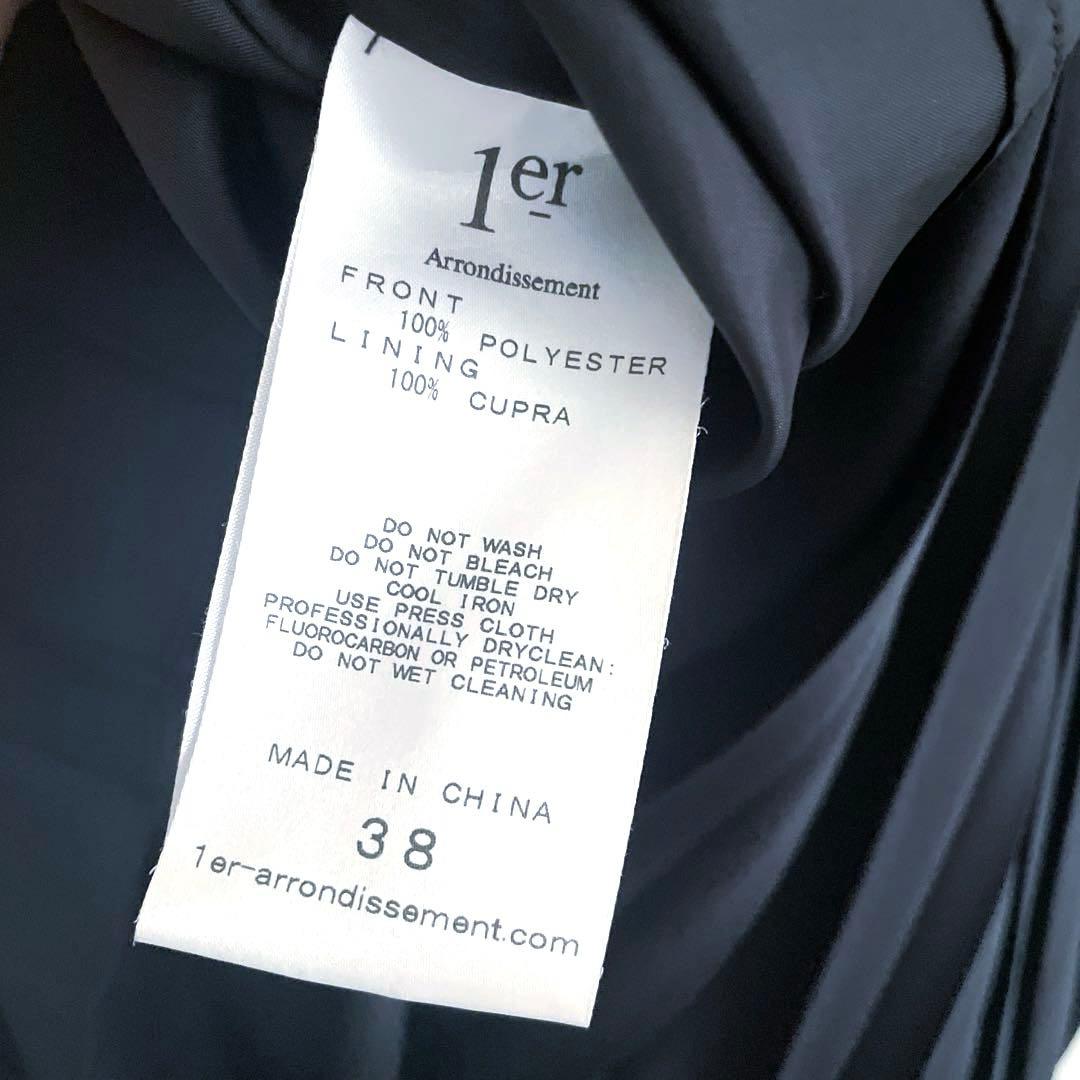 1er
Arrondissement
FRONT
100% POLYESTER
LINING
100% CUPRA
DO NOT WASH
DO NOT BLEACH
DO NOT TUMBLE DRY
COOL IRON
USE PRESS CLOTH
PROFESSIONALLY DRYCLEAN:
FLUOROCARBON OR PETROLEUM
DO NOT WET CLEANING
MADE IN CHINA
38
1er-arrondissement.com